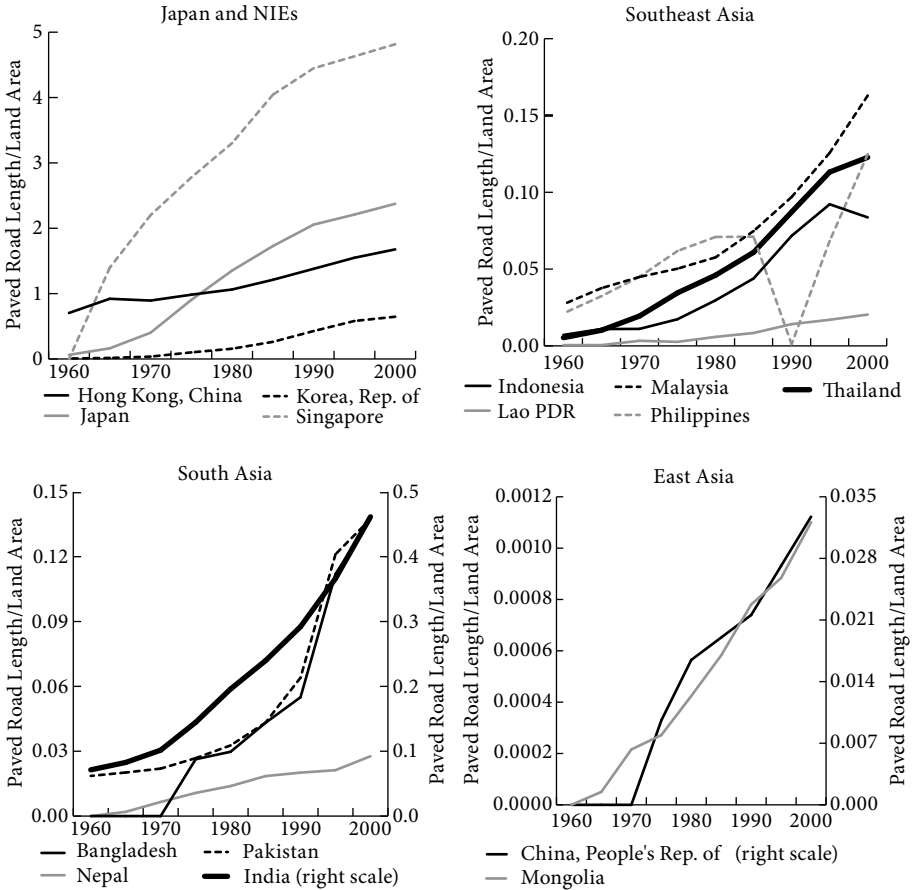 Japan and NIEs
Paved Road Length/Land Area
5
4
3
2
1
0
1960 1970 1980 1990 2000
Hong Kong, China
Korea, Rep. of
Japan
Singapore
Southeast Asia
Paved Road Length/Land Area
0.20
0.15
0.10
0.05
0.00
1960 1970 1980 1990 2000
Indonesia
Malaysia
Thailand
Lao PDR
Philippines
South Asia
Paved Road Length/Land Area
0.15
0.12
0.09
0.06
0.03
0.00
0.5
0.4
0.3
0.2
0.1
0.0
Paved Road Length/Land Area
1960 1970 1980 1990 2000
Bangladesh
Pakistan
Nepal
India (right scale)
East Asia
Paved Road Length/Land Area
0.0012
0.0010
0.0008
0.0006
0.0004
0.0002
0.0000
0.035
0.028
0.021
0.014
0.007
0.000
Paved Road Length/Land Area
1960 1970 1980 1990 2000
China, People's Rep. of (right scale)
Mongolia